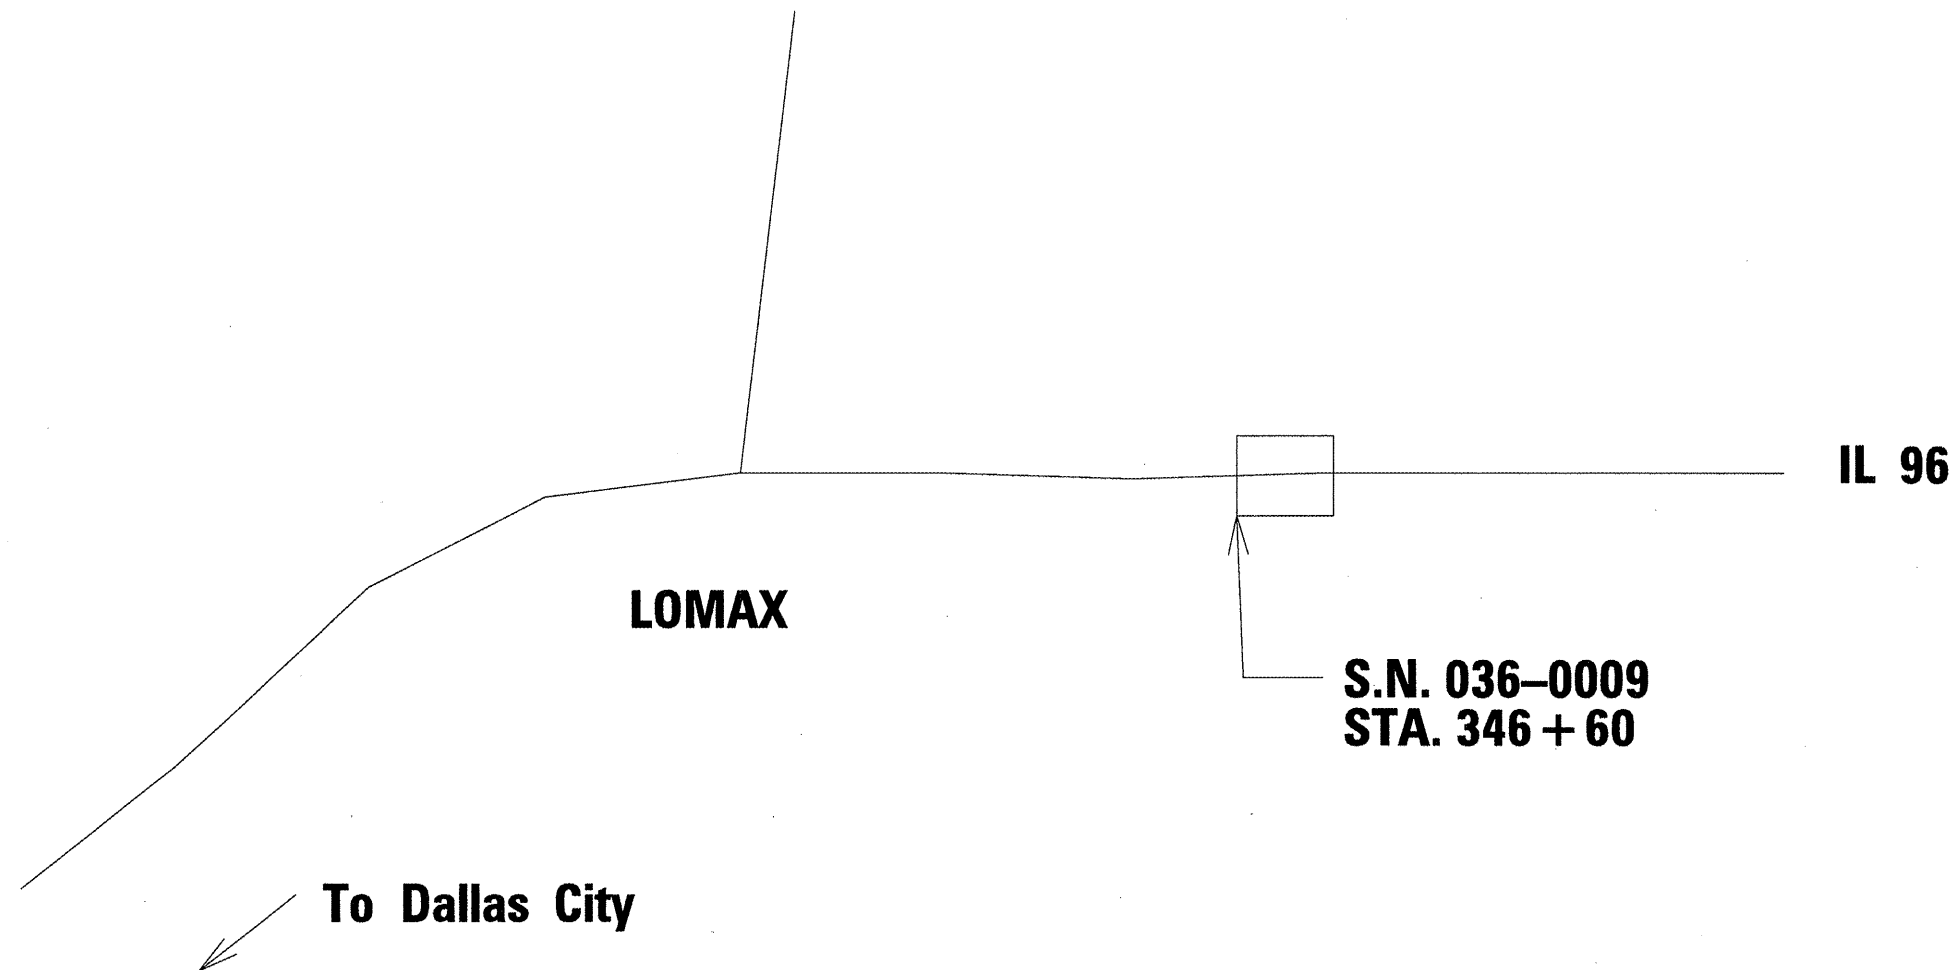 IL 96
LOMAX
S.N. 036–0009
STA. 346+60
To Dallas City